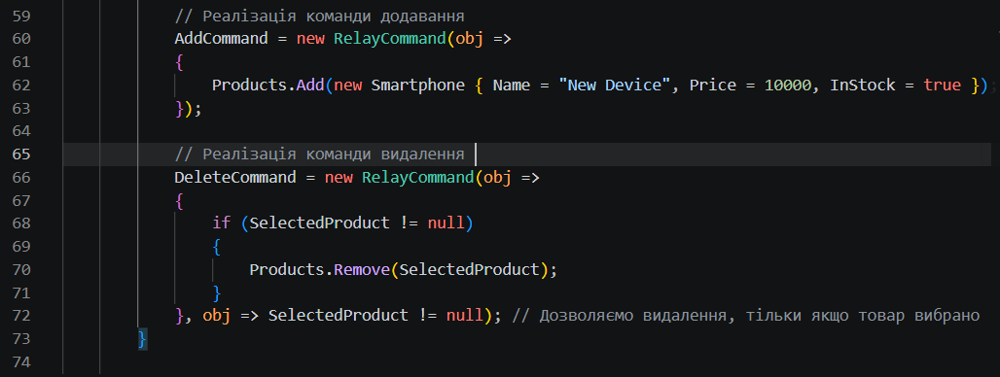 59 // Реалізація команди додавання
60 AddCommand = new RelayCommand(obj =>
61 {
62 Products.Add(new Smartphone { Name = "New Device", Price = 10000, InStock = true })
63 });
64
65 // Реалізація команди видалення
66 DeleteCommand = new RelayCommand(obj =>
67 {
68 if (SelectedProduct != null)
69 {
70 Products.Remove(SelectedProduct);
71 }
72 }, obj => SelectedProduct != null); // Дозволяємо видалення, тільки якщо товар вибрано
73 }
74